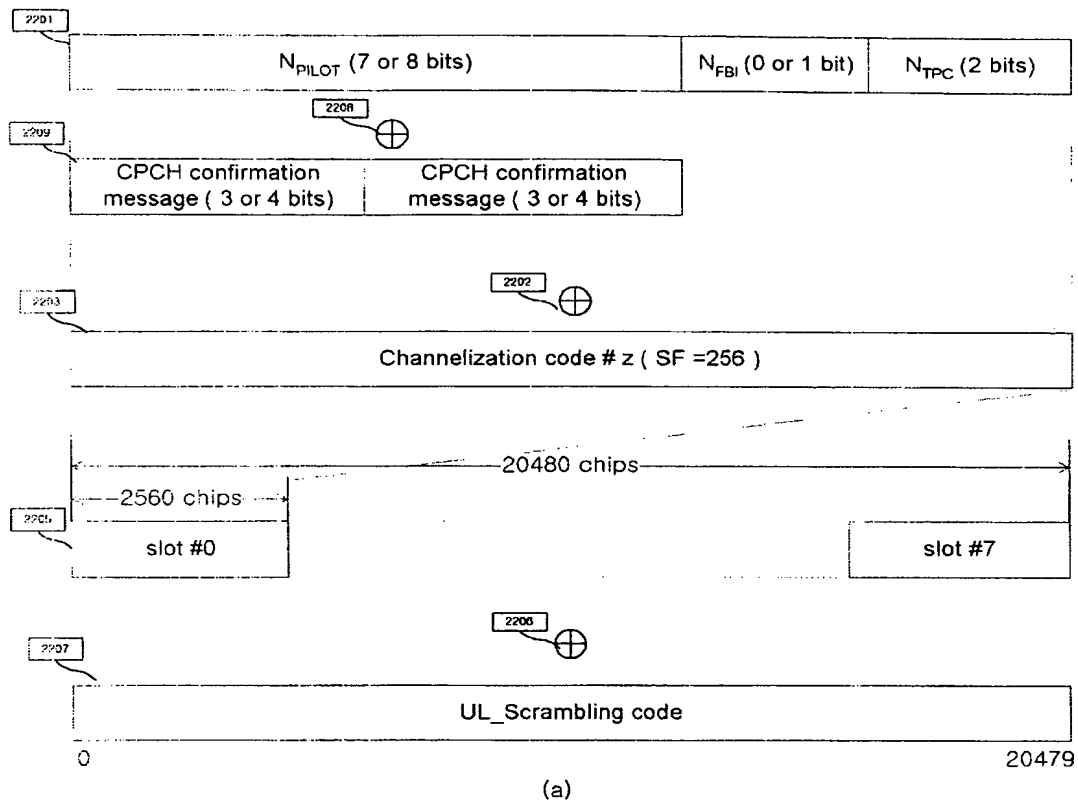 2201
N_PILOT (7 or 8 bits)
N_FBI (0 or 1 bit)
N_TPC (2 bits)
2208
2209
CPCH confirmation
message ( 3 or 4 bits)
CPCH confirmation
message ( 3 or 4 bits)
2202
2203
Channelization code # z ( SF =256 )
20480 chips
2560 chips
2205
slot #0
slot #7
2206
2207
UL_Scrambling code
0
20479
(a)